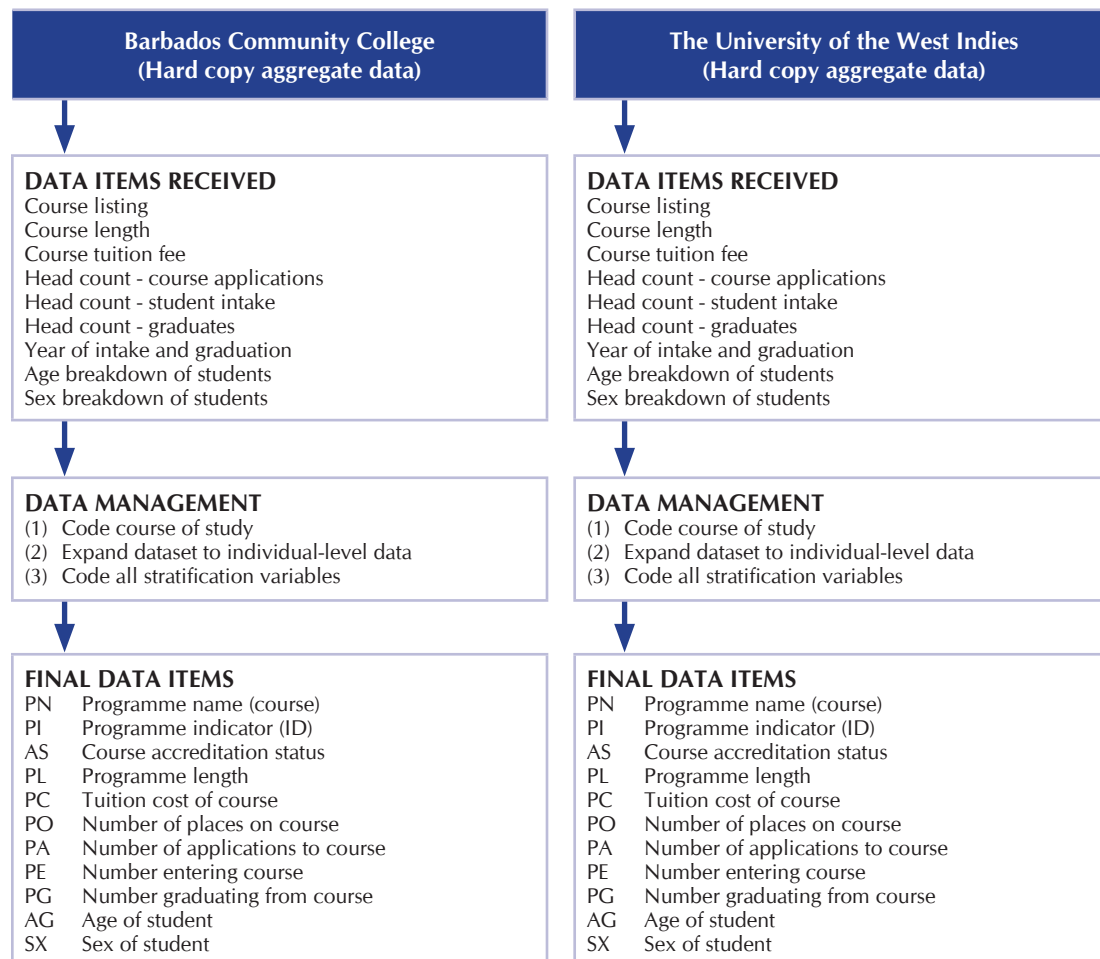 Barbados Community College
(Hard copy aggregate data)
DATA ITEMS RECEIVED
Course listing
Course length
Course tuition fee
Head count - course applications
Head count - student intake
Head count - graduates
Year of intake and graduation
Age breakdown of students
Sex breakdown of students
DATA MANAGEMENT
(1) Code course of study
(2) Expand dataset to individual-level data
(3) Code all stratification variables
FINAL DATA ITEMS
PN Programme name (course)
PI Programme indicator (ID)
AS Course accreditation status
PL Programme length
PC Tuition cost of course
PO Number of places on course
PA Number of applications to course
PE Number entering course
PG Number graduating from course
AG Age of student
SX Sex of student
The University of the West Indies
(Hard copy aggregate data)
DATA ITEMS RECEIVED
Course listing
Course length
Course tuition fee
Head count - course applications
Head count - student intake
Head count - graduates
Year of intake and graduation
Age breakdown of students
Sex breakdown of students
DATA MANAGEMENT
(1) Code course of study
(2) Expand dataset to individual-level data
(3) Code all stratification variables
FINAL DATA ITEMS
PN Programme name (course)
PI Programme indicator (ID)
AS Course accreditation status
PL Programme length
PC Tuition cost of course
PO Number of places on course
PA Number of applications to course
PE Number entering course
PG Number graduating from course
AG Age of student
SX Sex of student